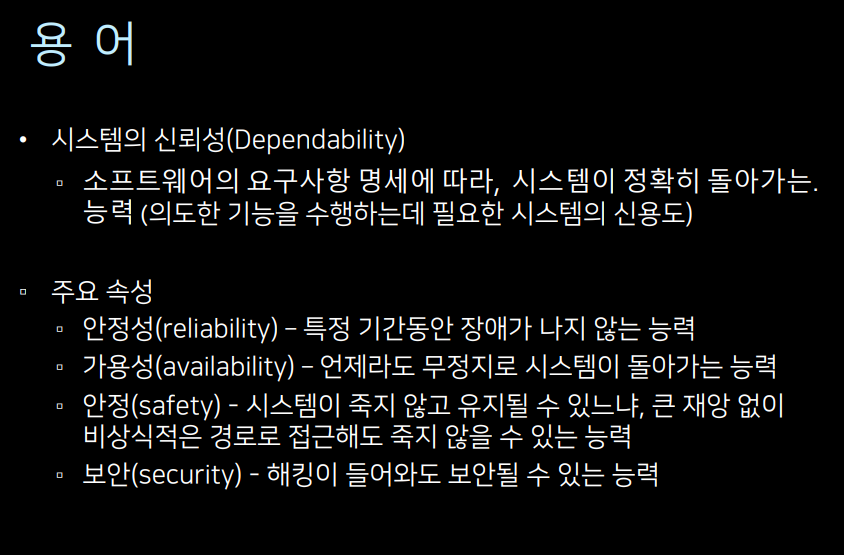 용 어
• 시스템의 신뢰성(Dependability)
▫ 소프트웨어의 요구사항 명세에 따라, 시스템이 정확히 돌아가는.
능력 (의도한 기능을 수행하는데 필요한 시스템의 신용도)
▫ 주요 속성
▫ 안정성(reliability) – 특정 기간동안 장애가 나지 않는 능력
▫ 가용성(availability) – 언제라도 무정지로 시스템이 돌아가는 능력
▫ 안정(safety) - 시스템이 죽지 않고 유지될 수 있느냐, 큰 재앙 없이
비상식적은 경로로 접근해도 죽지 않을 수 있는 능력
▫ 보안(security) - 해킹이 들어와도 보안될 수 있는 능력